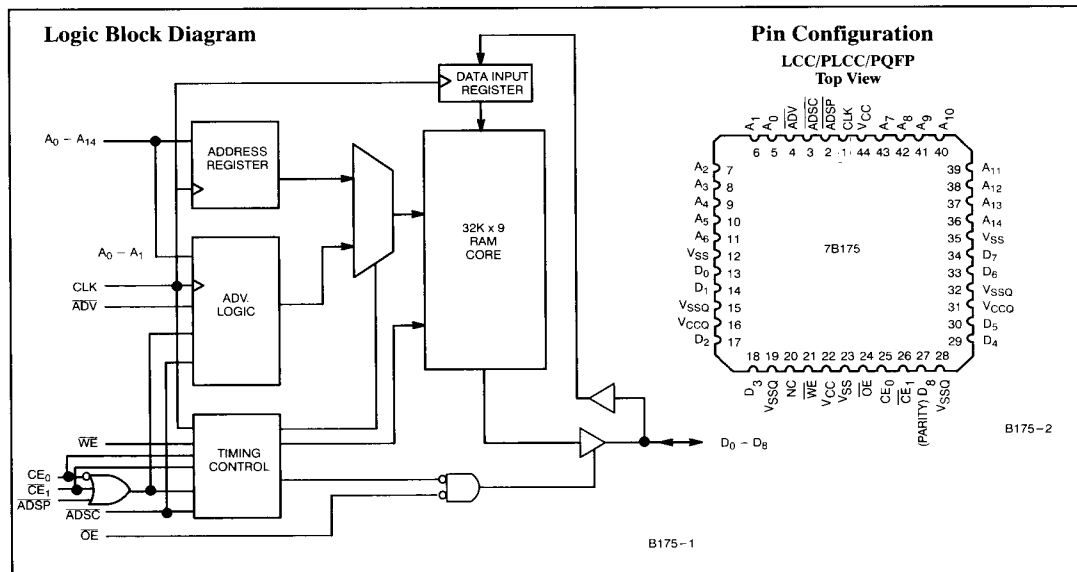 Logic Block Diagram
DATA INPUT
REGISTER
A0 – A14
ADDRESS
REGISTER
32K x 9
RAM
CORE
A0 – A1
CLK
ADV
ADV.
LOGIC
WE
TIMING
CONTROL
CE0
CE1
ADSP
ADSC
OE
D0 – D8
B175–1
Pin Configuration
LCC/PLCC/PQFP
Top View
A1 A0 ADV ADSC ADSP CLK VCC A7 A8 A9 A10
6 5 4 3 2 1 44 43 42 41 40
A2 7
A3 8
A4 9
A5 10
A6 11
VSS 12
D0 13
D1 14
VSSQ 15
VCCQ 16
D2 17
7B175
39 A11
38 A12
37 A13
36 A14
35 VSS
34 D7
33 D6
32 VSSQ
31 VCCQ
30 D5
29 D4
18 19 20 21 22 23 24 25 26 27 28
D3 VSSQ NC WE VCC VSS OE CE0 CE1 (PARITY) D8 VSSQ
B175–2